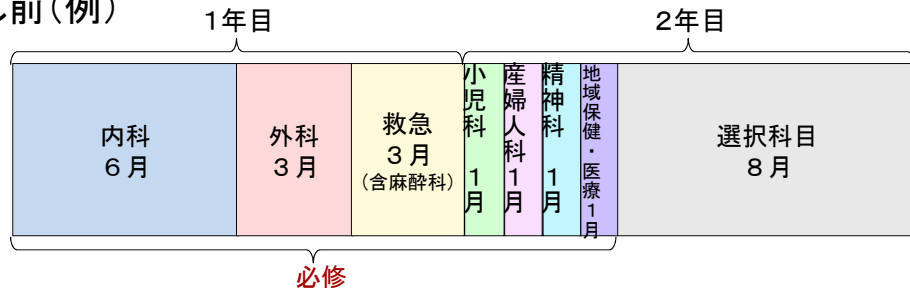 前(例)
1年目
2年目
内科
6月
外科
3月
救急
3月
(含麻酔科)
小児科 1月
産婦人科1月
精神科 1月
地域保健・医療1月
選択科目
8月
必修